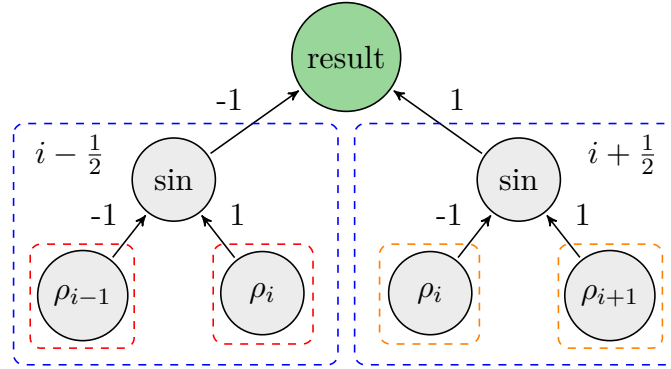 result
-1 1
i − 1/2 i + 1/2
sin sin
-1 1 -1 1
ρ_{i−1} ρ_i ρ_i ρ_{i+1}